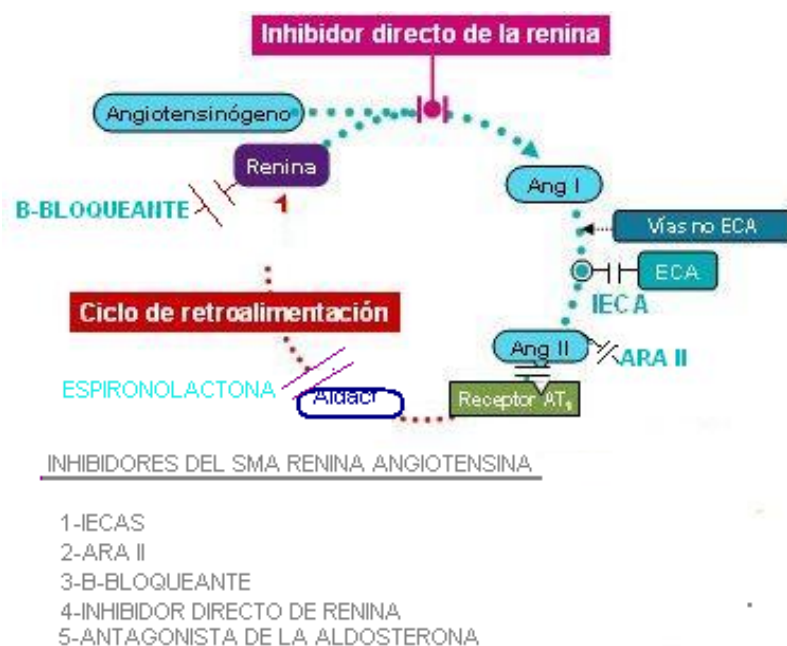 Inhibidor directo de la renina
Angiotensinógeno
Renina
Ang I
B-BLOQUEANTE
Vías no ECA
ECA
IECA
Ciclo de retroalimentación
Ang II
ARA II
ESPIRONOLACTONA
Receptor AT₁
INHIBIDORES DEL SMA RENINA ANGIOTENSINA
1-IECAS
2-ARA II
3-B-BLOQUEANTE
4-INHIBIDOR DIRECTO DE RENINA
5-ANTAGONISTA DE LA ALDOSTERONA